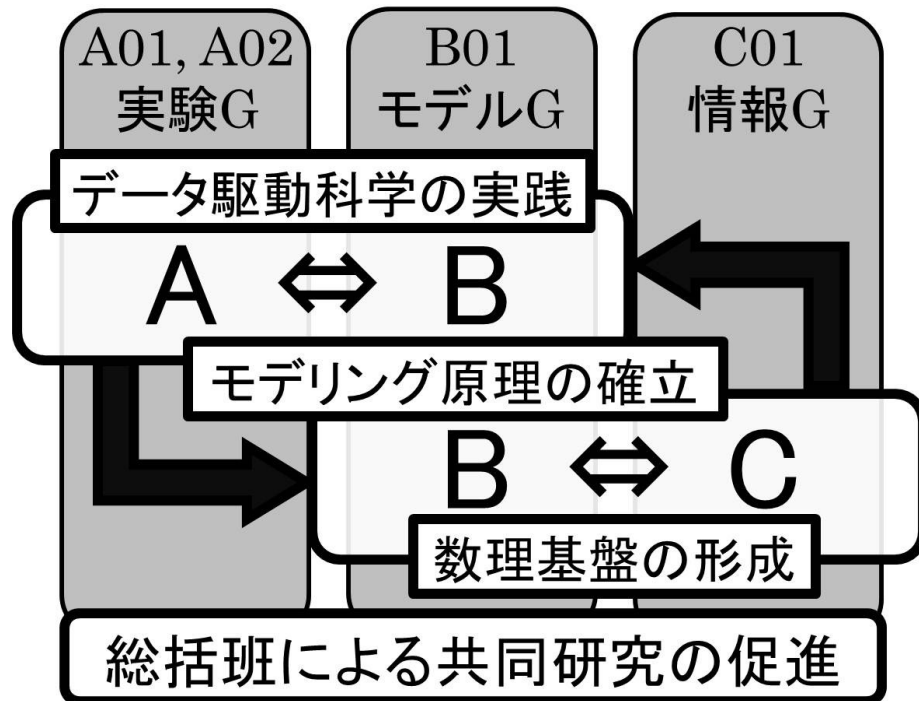 A01, A02
実験G
B01
モデルG
C01
情報G
データ駆動科学の実践
A ⇔ B
モデリング原理の確立
B ⇔ C
数理基盤の形成
総括班による共同研究の促進